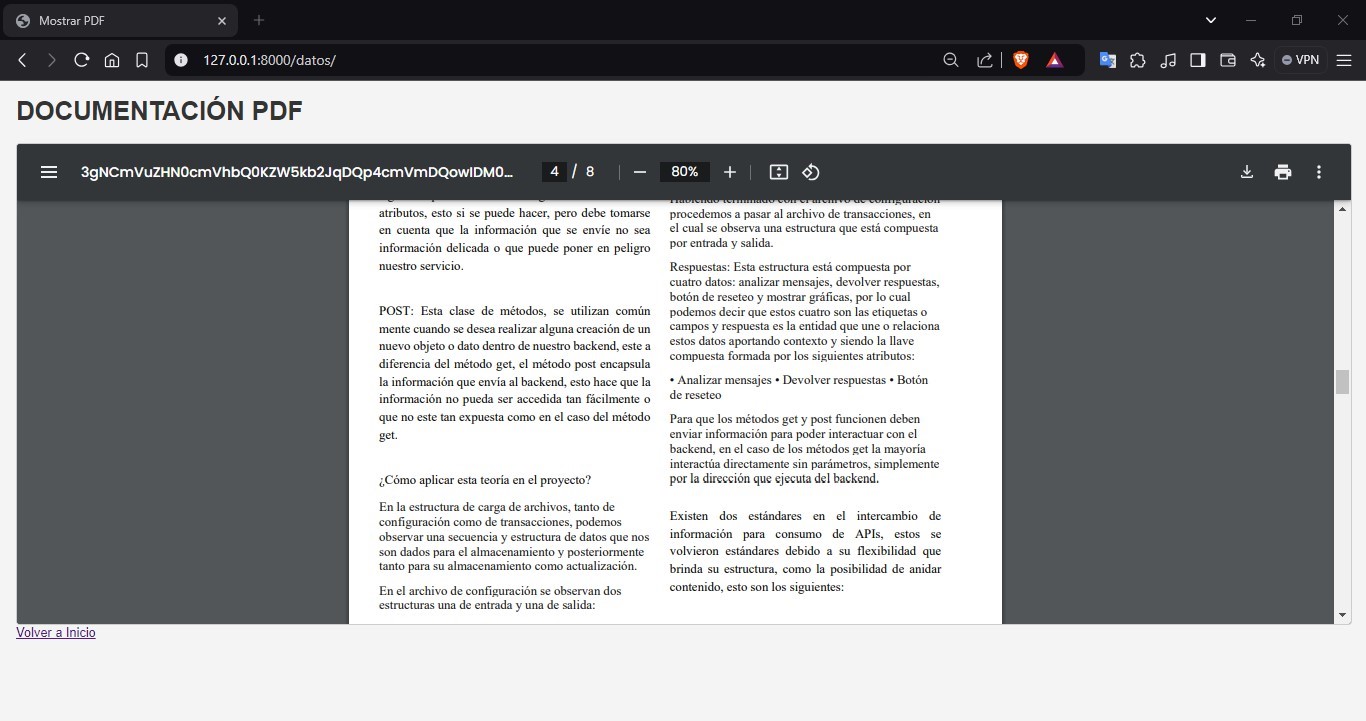 Mostrar PDF
127.0.0.1:8000/datos/
VPN
DOCUMENTACIÓN PDF
3gNCmVuZHN0cmVhbQ0KZW5kb2JqDQp4cmVmDQowIDM0...
4 / 8
80%
atributos, esto si se puede hacer, pero debe tomarse
en cuenta que la información que se envíe no sea
información delicada o que puede poner en peligro
nuestro servicio.
POST: Esta clase de métodos, se utilizan común
mente cuando se desea realizar alguna creación de un
nuevo objeto o dato dentro de nuestro backend, este a
diferencia del método get, el método post encapsula
la información que envía al backend, esto hace que la
información no pueda ser accedida tan fácilmente o
que no este tan expuesta como en el caso del método
get.
¿Cómo aplicar esta teoría en el proyecto?
En la estructura de carga de archivos, tanto de
configuración como de transacciones, podemos
observar una secuencia y estructura de datos que nos
son dados para el almacenamiento y posteriormente
tanto para su almacenamiento como actualización.
En el archivo de configuración se observan dos
estructuras una de entrada y una de salida:
Habiendo terminado con el archivo de configuración
procedemos a pasar al archivo de transacciones, en
el cual se observa una estructura que está compuesta
por entrada y salida.
Respuestas: Esta estructura está compuesta por
cuatro datos: analizar mensajes, devolver respuestas,
botón de reseteo y mostrar gráficas, por lo cual
podemos decir que estos cuatro son las etiquetas o
campos y respuesta es la entidad que une o relaciona
estos datos aportando contexto y siendo la llave
compuesta formada por los siguientes atributos:
• Analizar mensajes • Devolver respuestas • Botón
de reseteo
Para que los métodos get y post funcionen deben
enviar información para poder interactuar con el
backend, en el caso de los métodos get la mayoría
interactúa directamente sin parámetros, simplemente
por la dirección que ejecuta del backend.
Existen dos estándares en el intercambio de
información para consumo de APIs, estos se
volvieron estándares debido a su flexibilidad que
brinda su estructura, como la posibilidad de anidar
contenido, esto son los siguientes:
Volver a Inicio